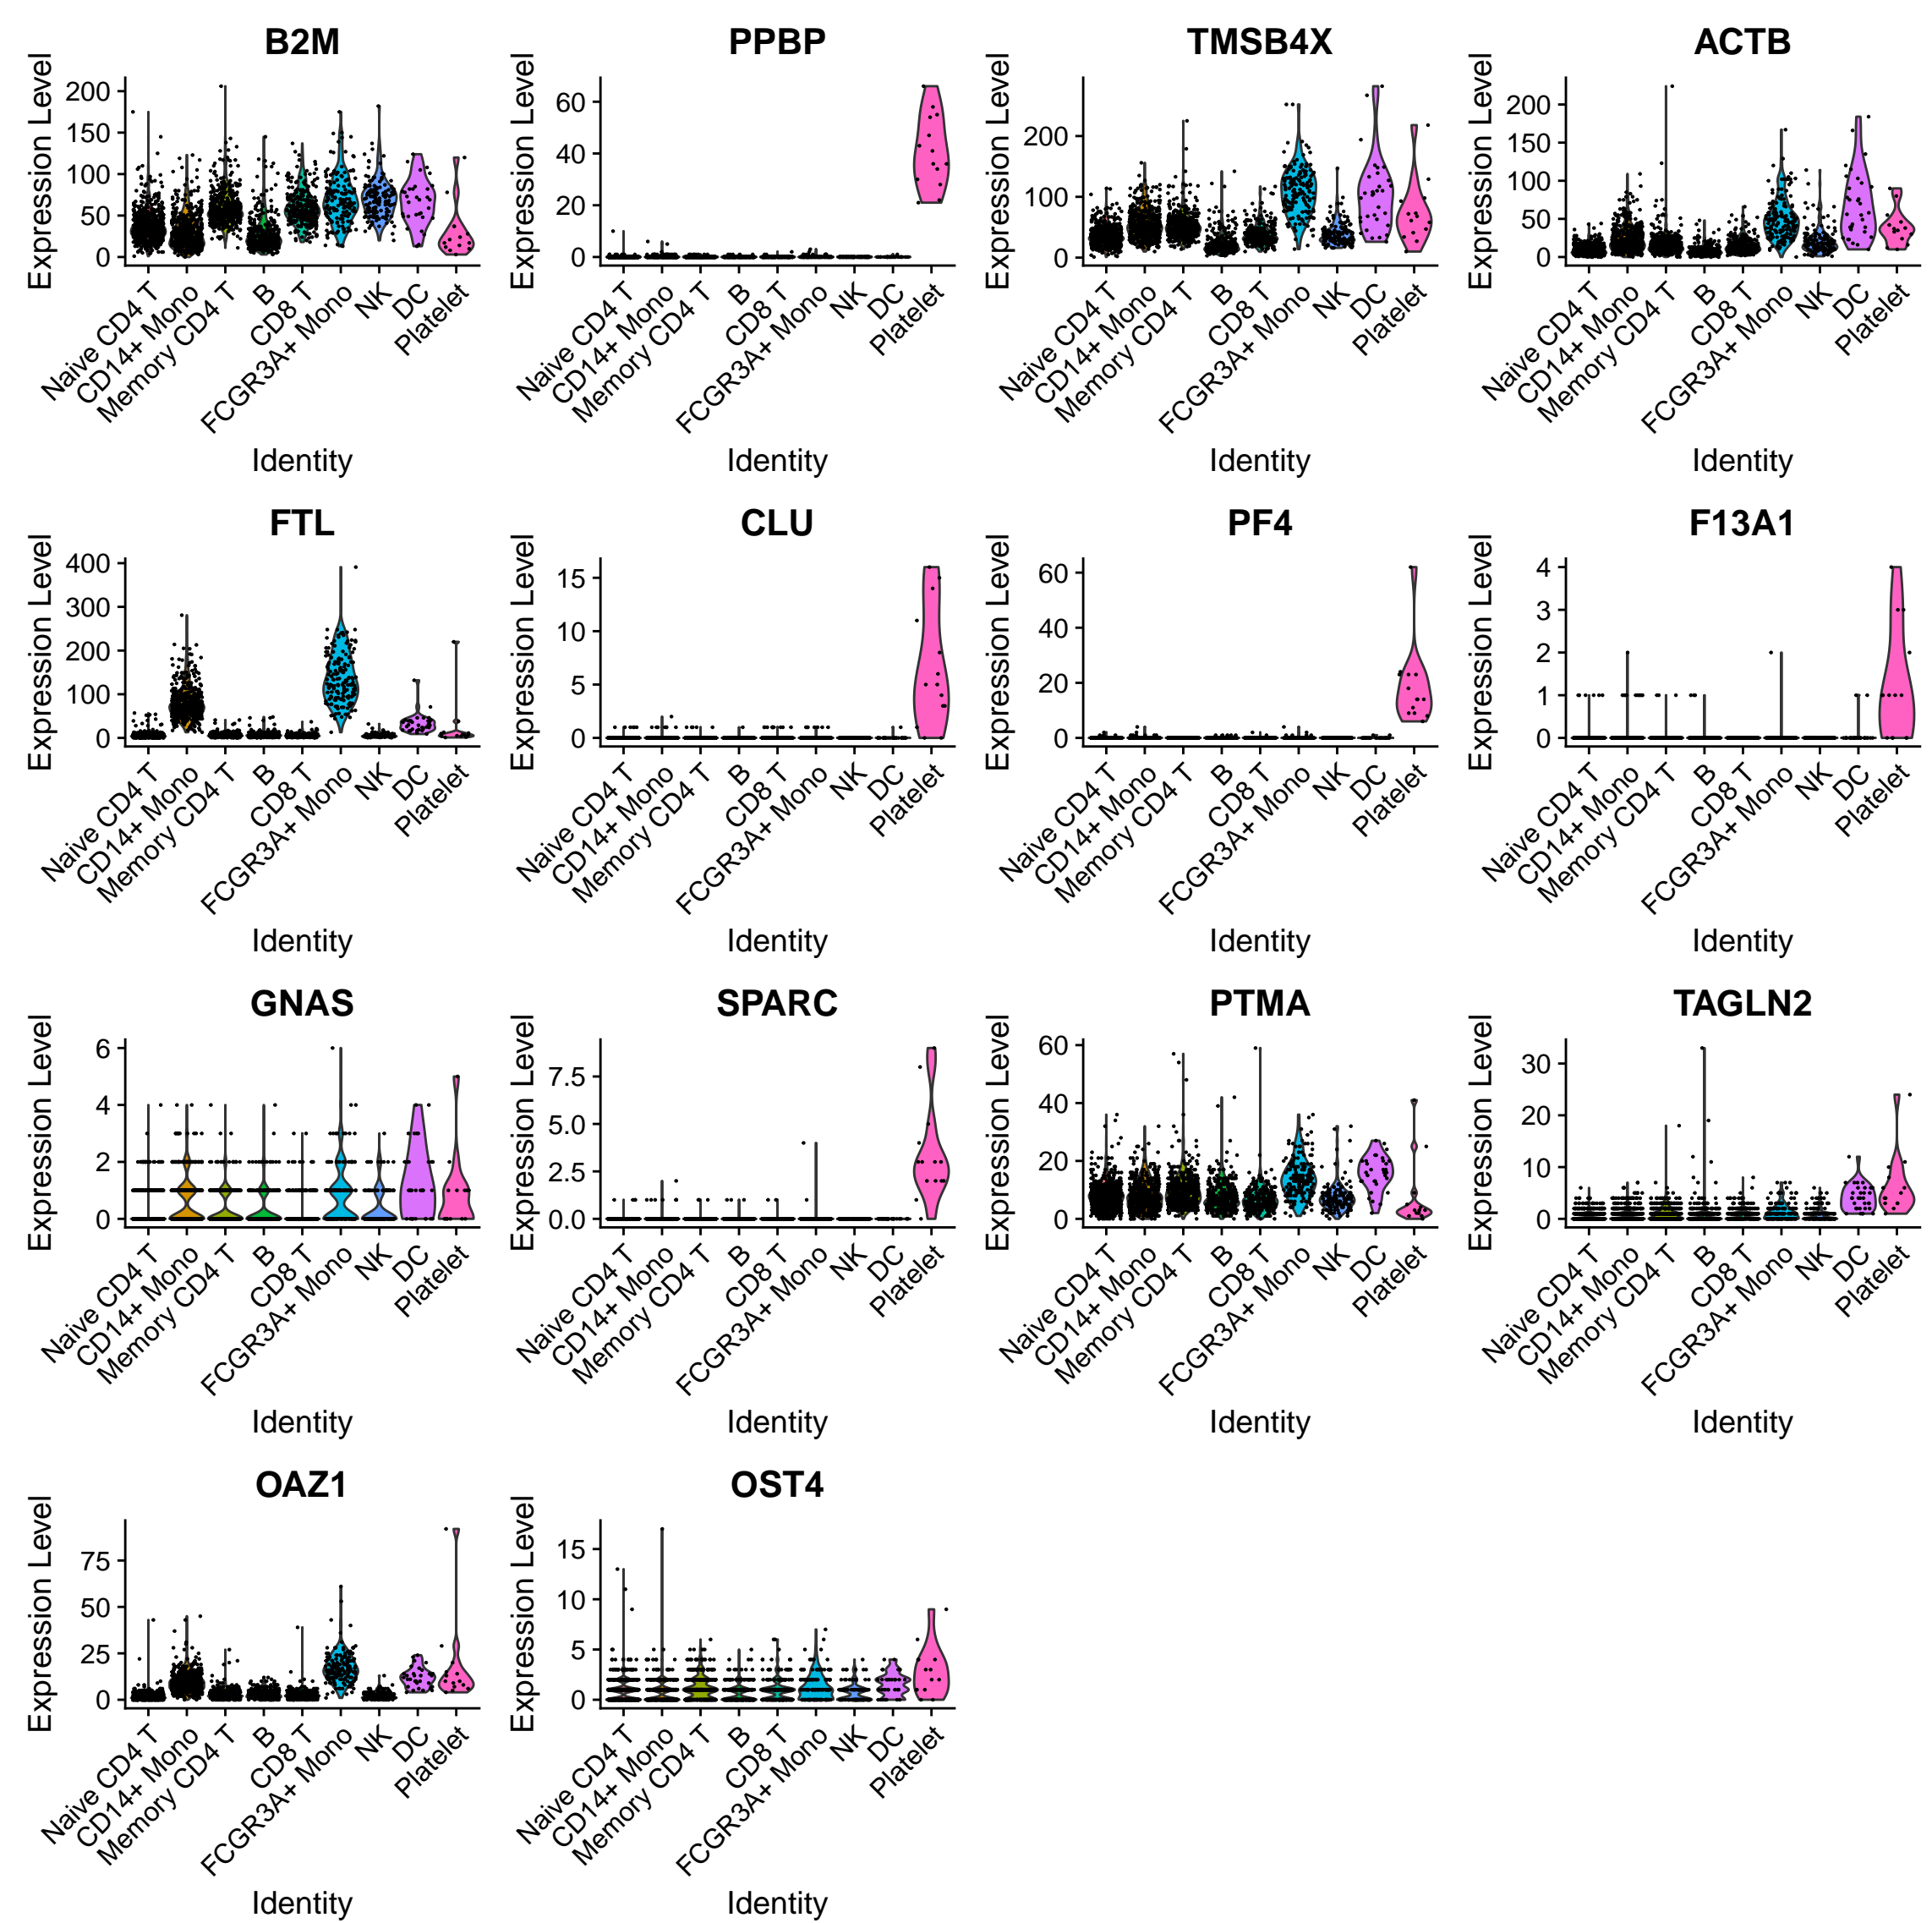 B2M
Expression Level
200
150
100
50
0
Naive CD4 T
CD14+ Mono
Memory CD4 T
B
CD8 T
FCGR3A+ Mono
NK
DC
Platelet
Identity
PPBP
Expression Level
60
40
20
0
Naive CD4 T
CD14+ Mono
Memory CD4 T
B
CD8 T
FCGR3A+ Mono
NK
DC
Platelet
Identity
TMSB4X
Expression Level
200
100
0
Naive CD4 T
CD14+ Mono
Memory CD4 T
B
CD8 T
FCGR3A+ Mono
NK
DC
Platelet
Identity
ACTB
Expression Level
200
150
100
50
0
Naive CD4 T
CD14+ Mono
Memory CD4 T
B
CD8 T
FCGR3A+ Mono
NK
DC
Platelet
Identity
FTL
Expression Level
400
300
200
100
0
Naive CD4 T
CD14+ Mono
Memory CD4 T
B
CD8 T
FCGR3A+ Mono
NK
DC
Platelet
Identity
CLU
Expression Level
15
10
5
0
Naive CD4 T
CD14+ Mono
Memory CD4 T
B
CD8 T
FCGR3A+ Mono
NK
DC
Platelet
Identity
PF4
Expression Level
60
40
20
0
Naive CD4 T
CD14+ Mono
Memory CD4 T
B
CD8 T
FCGR3A+ Mono
NK
DC
Platelet
Identity
F13A1
Expression Level
4
3
2
1
0
Naive CD4 T
CD14+ Mono
Memory CD4 T
B
CD8 T
FCGR3A+ Mono
NK
DC
Platelet
Identity
GNAS
Expression Level
6
4
2
0
Naive CD4 T
CD14+ Mono
Memory CD4 T
B
CD8 T
FCGR3A+ Mono
NK
DC
Platelet
Identity
SPARC
Expression Level
7.5
5.0
2.5
0.0
Naive CD4 T
CD14+ Mono
Memory CD4 T
B
CD8 T
FCGR3A+ Mono
NK
DC
Platelet
Identity
PTMA
Expression Level
60
40
20
0
Naive CD4 T
CD14+ Mono
Memory CD4 T
B
CD8 T
FCGR3A+ Mono
NK
DC
Platelet
Identity
TAGLN2
Expression Level
30
20
10
0
Naive CD4 T
CD14+ Mono
Memory CD4 T
B
CD8 T
FCGR3A+ Mono
NK
DC
Platelet
Identity
OAZ1
Expression Level
75
50
25
0
Naive CD4 T
CD14+ Mono
Memory CD4 T
B
CD8 T
FCGR3A+ Mono
NK
DC
Platelet
Identity
OST4
Expression Level
15
10
5
0
Naive CD4 T
CD14+ Mono
Memory CD4 T
B
CD8 T
FCGR3A+ Mono
NK
DC
Platelet
Identity